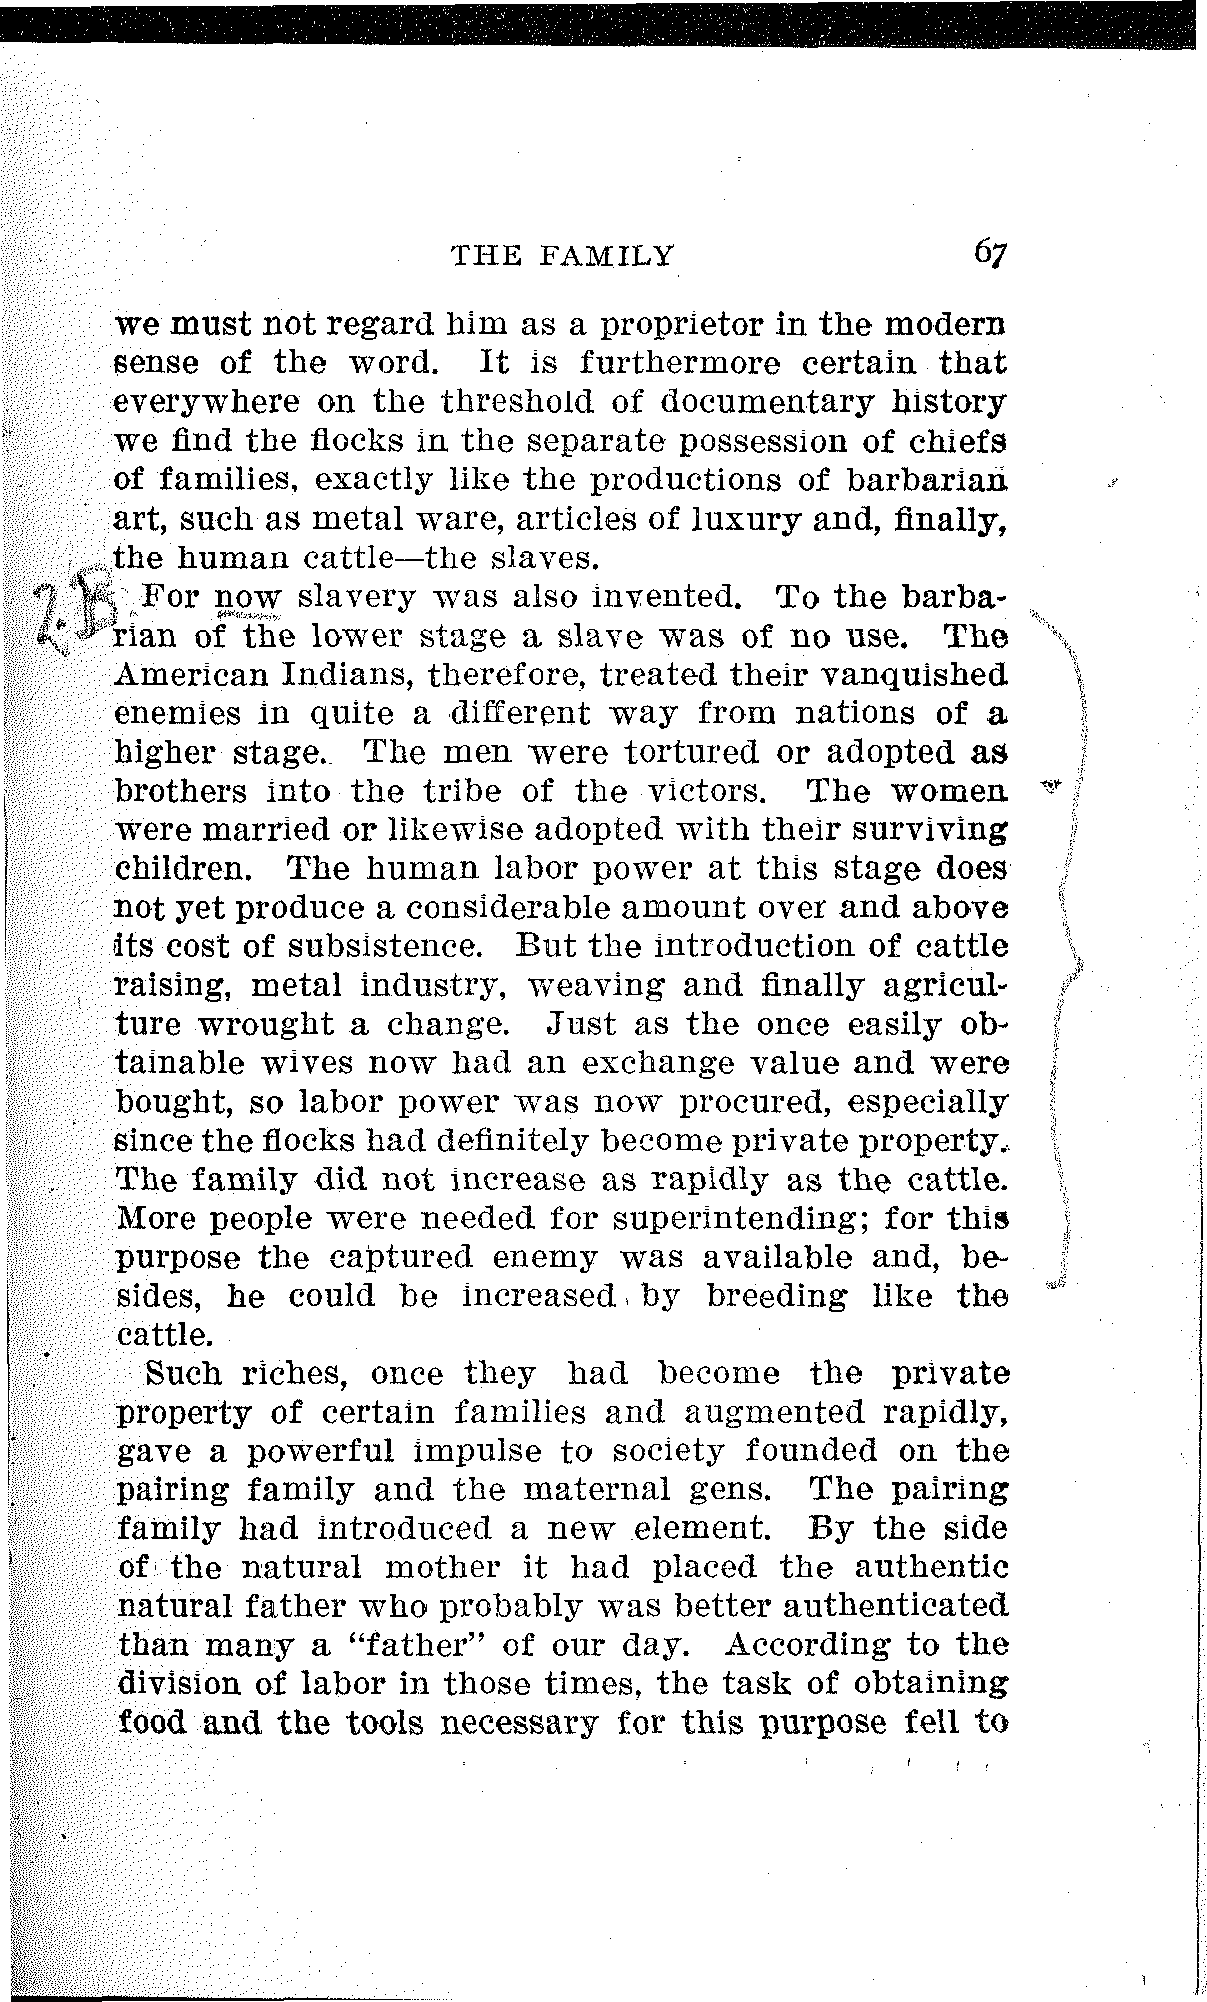 THE FAMILY 67
we must not regard him as a proprietor in the modern
sense of the word. It is furthermore certain that
everywhere on the threshold of documentary history
we find the flocks in the separate possession of chiefs
of families, exactly like the productions of barbarian
art, such as metal ware, articles of luxury and, finally,
the human cattle—the slaves.
For now slavery was also invented. To the barba-
rian of the lower stage a slave was of no use. The
American Indians, therefore, treated their vanquished
enemies in quite a different way from nations of a
higher stage. The men were tortured or adopted as
brothers into the tribe of the victors. The women
were married or likewise adopted with their surviving
children. The human labor power at this stage does
not yet produce a considerable amount over and above
its cost of subsistence. But the introduction of cattle
raising, metal industry, weaving and finally agricul-
ture wrought a change. Just as the once easily ob-
tainable wives now had an exchange value and were
bought, so labor power was now procured, especially
since the flocks had definitely become private property.
The family did not increase as rapidly as the cattle.
More people were needed for superintending; for this
purpose the captured enemy was available and, be-
sides, he could be increased by breeding like the
cattle.
Such riches, once they had become the private
property of certain families and augmented rapidly,
gave a powerful impulse to society founded on the
pairing family and the maternal gens. The pairing
family had introduced a new element. By the side
of the natural mother it had placed the authentic
natural father who probably was better authenticated
than many a “father” of our day. According to the
division of labor in those times, the task of obtaining
food and the tools necessary for this purpose fell to